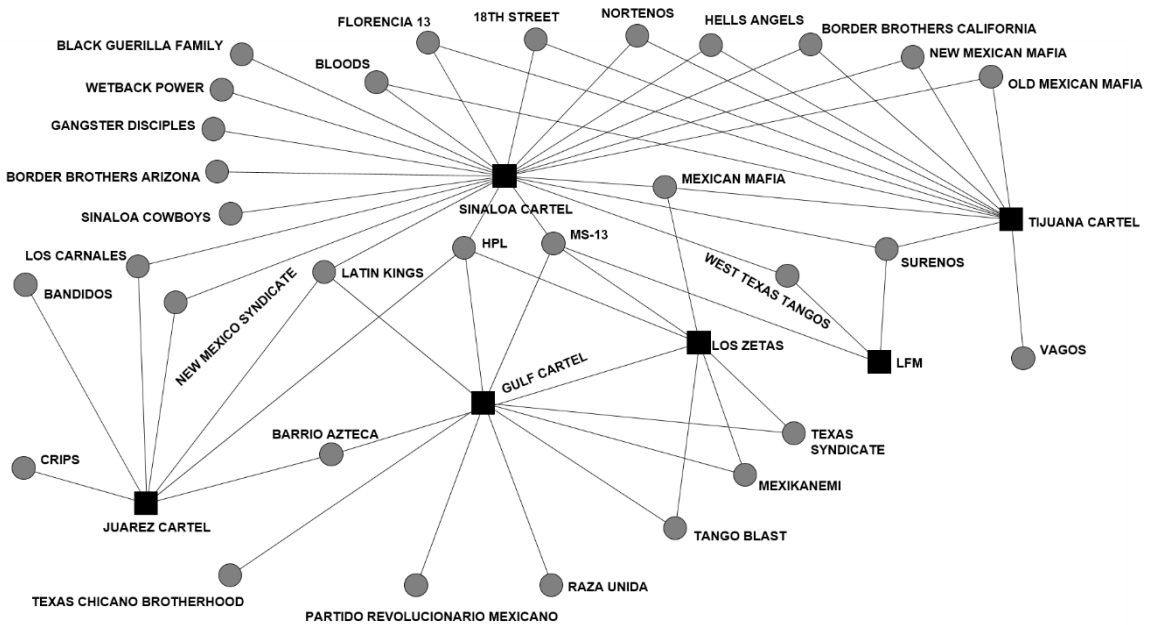 FLORENCIA 13
18TH STREET
NORTENOS
HELLS ANGELS
BORDER BROTHERS CALIFORNIA
BLACK GUERILLA FAMILY
BLOODS
NEW MEXICAN MAFIA
OLD MEXICAN MAFIA
WETBACK POWER
GANGSTER DISCIPLES
BORDER BROTHERS ARIZONA
MEXICAN MAFIA
SINALOA COWBOYS
SINALOA CARTEL
TIJUANA CARTEL
LOS CARNALES
HPL
MS-13
SURENOS
BANDIDOS
LATIN KINGS
WEST TEXAS TANGOS
NEW MEXICO SYNDICATE
LOS ZETAS
LFM
VAGOS
GULF CARTEL
BARRIO AZTECA
TEXAS
SYNDICATE
CRIPS
MEXIKANEMI
JUAREZ CARTEL
TANGO BLAST
TEXAS CHICANO BROTHERHOOD
RAZA UNIDA
PARTIDO REVOLUCIONARIO MEXICANO